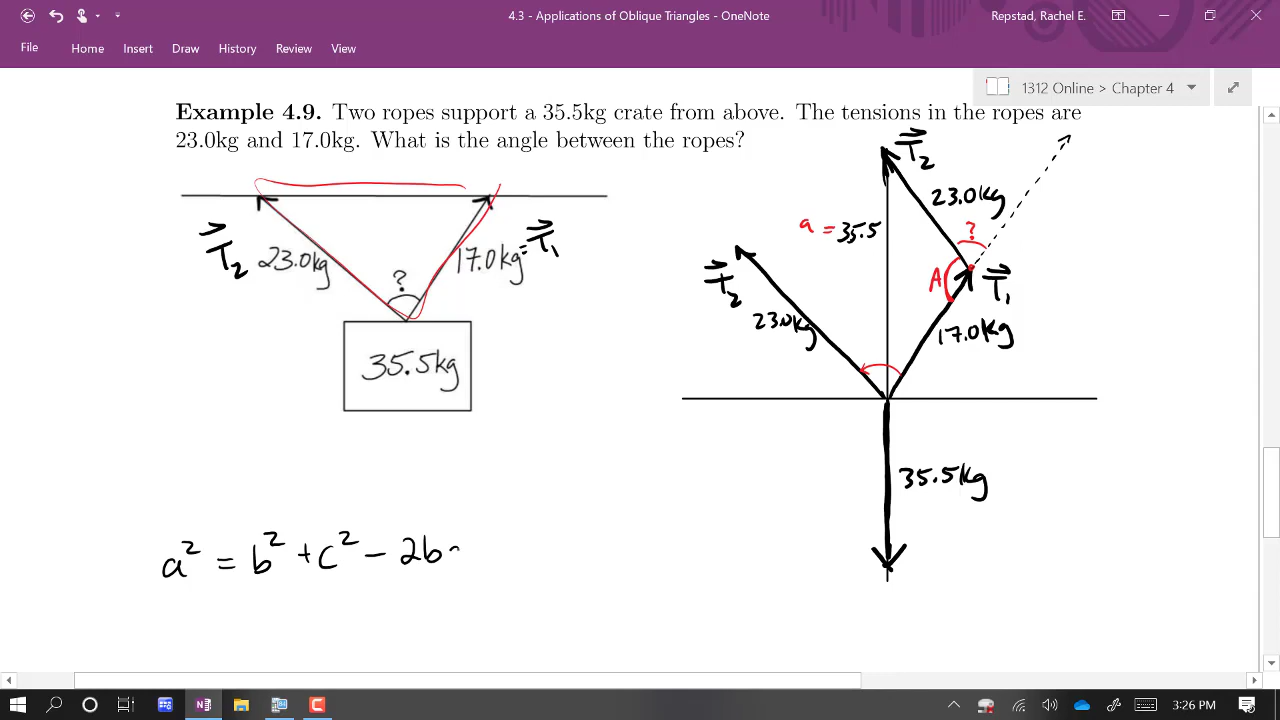 4.3 - Applications of Oblique Triangles - OneNote
Repstad, Rachel E.
File Home Insert Draw History Review View
1312 Online > Chapter 4
Example 4.9. Two ropes support a 35.5kg crate from above. The tensions in the ropes are
23.0kg and 17.0kg. What is the angle between the ropes?
T₂
23.0kg
?
17.0kg = T₁
35.5kg
T₂
a = 35.5
23.0kg
?
A
T₁
T₂
23.0kg
17.0kg
35.5kg
a² = b² + c² - 2b
3:26 PM